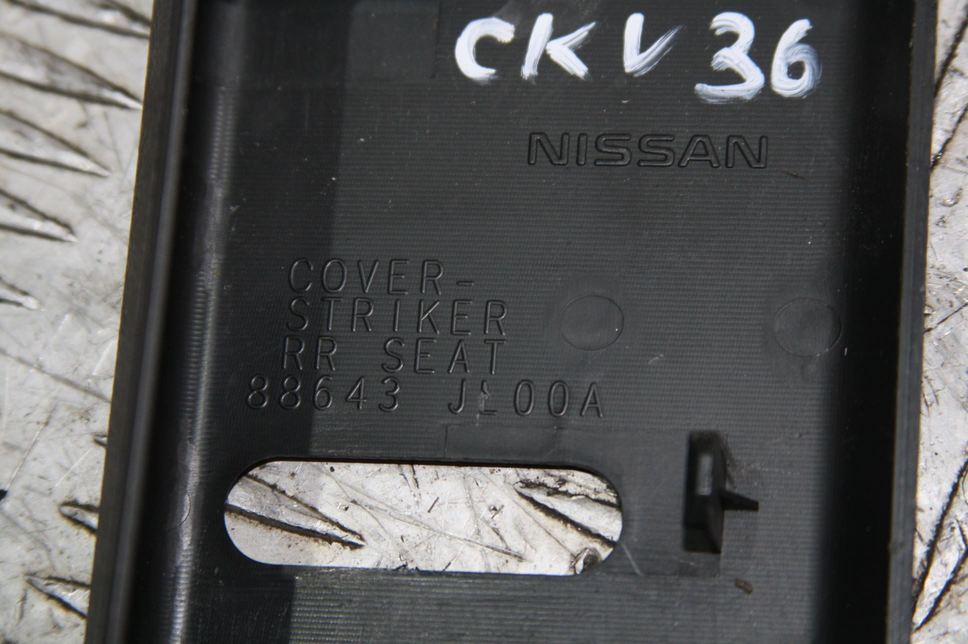 CKV36
NISSAN
COVER-
STRIKER
RR SEAT
88643 JL00A